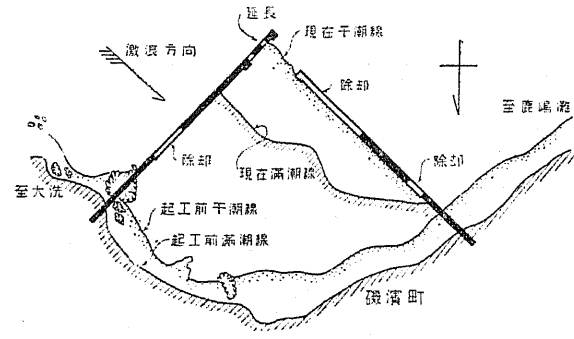 延長
現在干潮線
激浪方向
除却
至鹿嶋灘
除却
現在滿潮線
除却
至大洗
起工前干潮線
起工前滿潮線
磯濱町